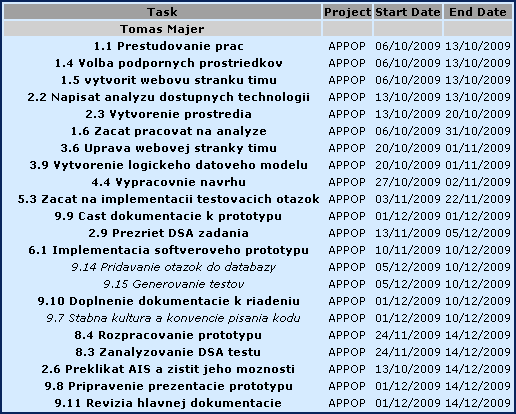 Task Project Start Date End Date
Tomas Majer
1.1 Prestudovanie prac APPOP 06/10/2009 13/10/2009
1.4 Volba podpornych prostriedkov APPOP 06/10/2009 13/10/2009
1.5 vytvorit webovu stranku timu APPOP 06/10/2009 13/10/2009
2.2 Napisat analyzu dostupnych technologii APPOP 13/10/2009 13/10/2009
2.3 Vytvorenie prostredia APPOP 13/10/2009 20/10/2009
1.6 Zacat pracovat na analyze APPOP 06/10/2009 31/10/2009
3.6 Uprava webovej stranky timu APPOP 20/10/2009 01/11/2009
3.9 Vytvorenie logickeho datoveho modelu APPOP 20/10/2009 01/11/2009
4.4 Vypracovnie navrhu APPOP 27/10/2009 02/11/2009
5.3 Zacat na implementacii testovacich otazok APPOP 03/11/2009 22/11/2009
9.9 Cast dokumentacie k prototypu APPOP 01/12/2009 01/12/2009
2.9 Prezriet DSA zadania APPOP 13/11/2009 05/12/2009
6.1 Implementacia softveroveho prototypu APPOP 10/11/2009 10/12/2009
9.14 Pridavanie otazok do databazy APPOP 05/12/2009 10/12/2009
9.15 Generovanie testov APPOP 05/12/2009 10/12/2009
9.10 Doplnenie dokumentacie k riadeniu APPOP 01/12/2009 10/12/2009
9.7 Stabna kultura a konvencie pisania kodu APPOP 01/12/2009 10/12/2009
8.4 Rozpracovanie prototypu APPOP 24/11/2009 14/12/2009
8.3 Zanalyzovanie DSA testu APPOP 24/11/2009 14/12/2009
2.6 Preklikat AIS a zistit jeho moznosti APPOP 13/10/2009 14/12/2009
9.8 Pripravenie prezentacie prototypu APPOP 01/12/2009 14/12/2009
9.11 Revizia hlavnej dokumentacie APPOP 01/12/2009 14/12/2009